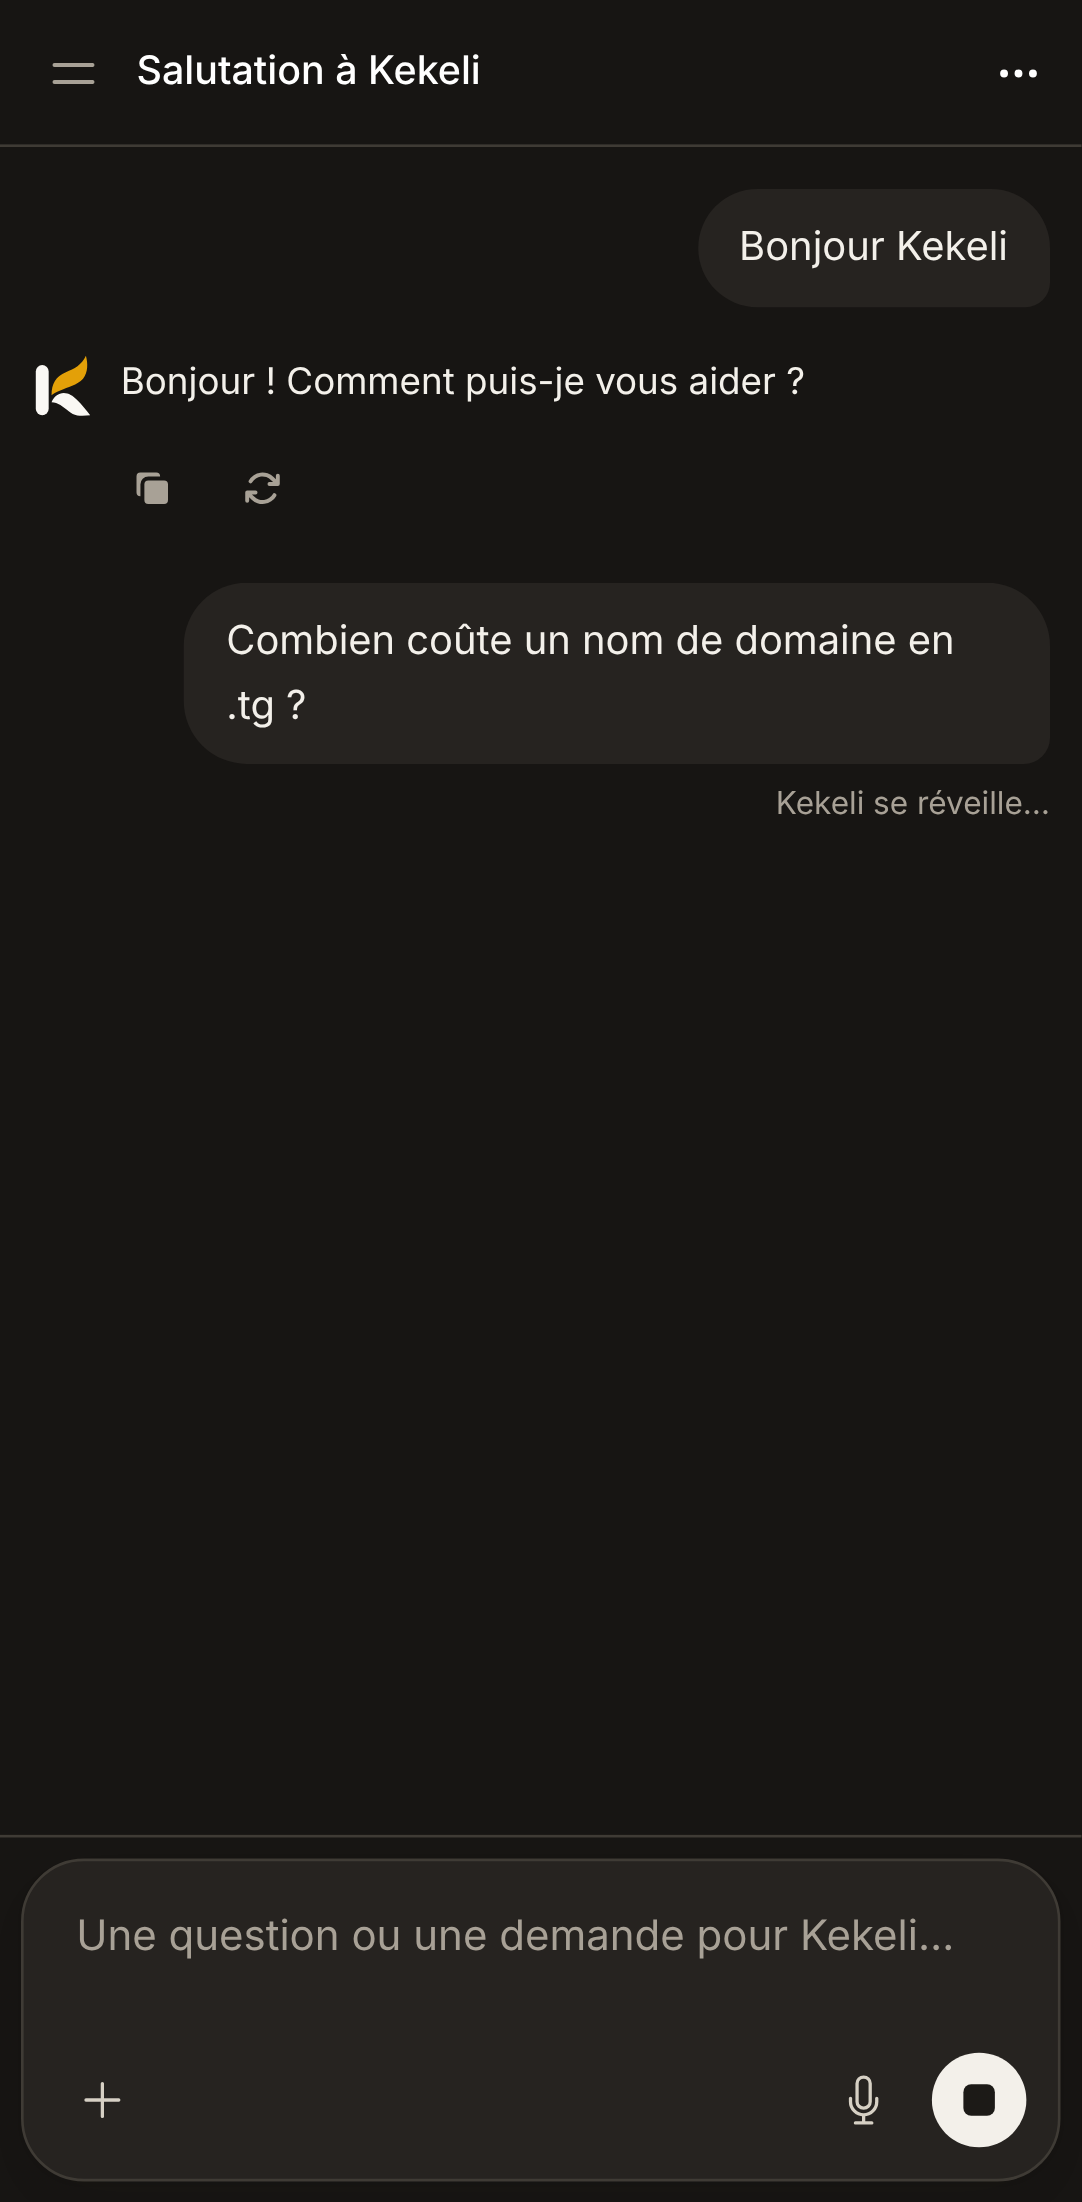 Salutation à Kekeli
Bonjour Kekeli
Bonjour ! Comment puis-je vous aider ?
Combien coûte un nom de domaine en
.tg ?
Kekeli se réveille...
Une question ou une demande pour Kekeli...